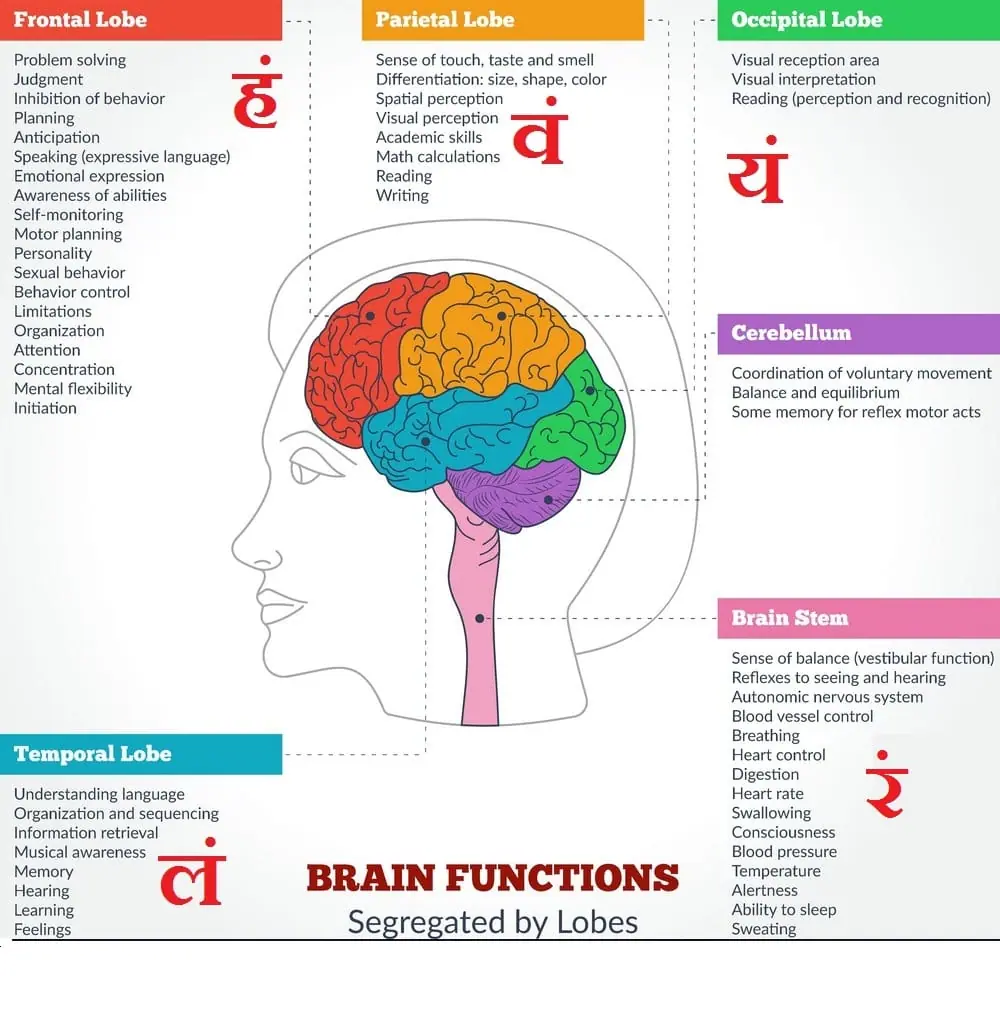 Frontal Lobe
Problem solving
Judgment
Inhibition of behavior
Planning
Anticipation
Speaking (expressive language)
Emotional expression
Awareness of abilities
Self-monitoring
Motor planning
Personality
Sexual behavior
Behavior control
Limitations
Organization
Attention
Concentration
Mental flexibility
Initiation
हं
Parietal Lobe
Sense of touch, taste and smell
Differentiation: size, shape, color
Spatial perception
Visual perception
Academic skills
Math calculations
Reading
Writing
वं
Occipital Lobe
Visual reception area
Visual interpretation
Reading (perception and recognition)
यं
Cerebellum
Coordination of voluntary movement
Balance and equilibrium
Some memory for reflex motor acts
Brain Stem
Sense of balance (vestibular function)
Reflexes to seeing and hearing
Autonomic nervous system
Blood vessel control
Breathing
Heart control
Digestion
Heart rate
Swallowing
Consciousness
Blood pressure
Temperature
Alertness
Ability to sleep
Sweating
रं
Temporal Lobe
Understanding language
Organization and sequencing
Information retrieval
Musical awareness
Memory
Hearing
Learning
Feelings
लं
BRAIN FUNCTIONS
Segregated by Lobes